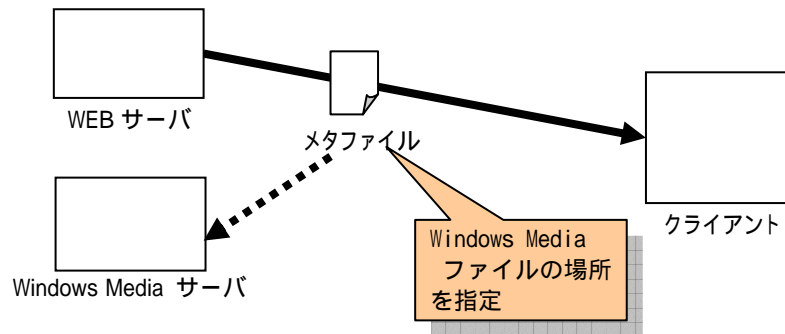 WEB サーバ
メタファイル
クライアント
Windows Media
ファイルの場所
を指定
Windows Media サーバ